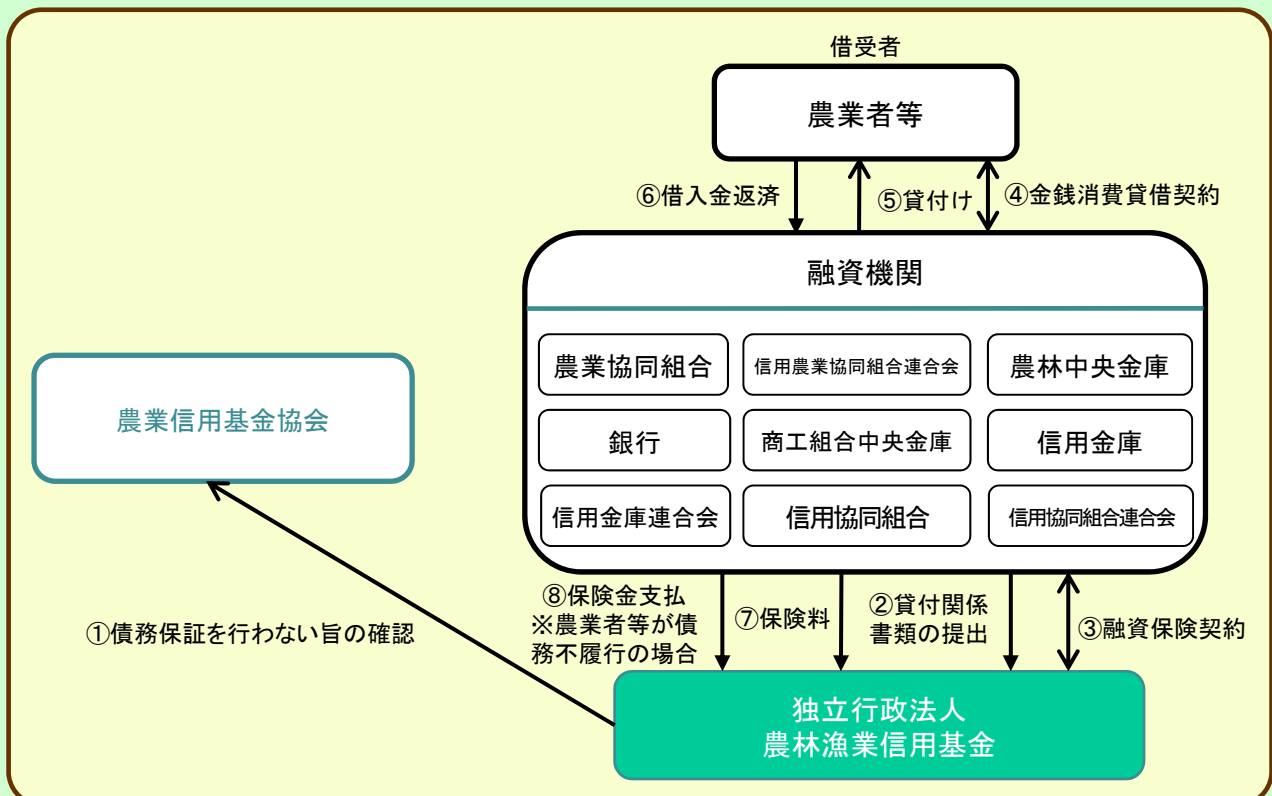 借受者
農業者等
⑥借入金返済
⑤貸付け
④金銭消費貸借契約
融資機関
農業協同組合
信用農業協同組合連合会
農林中央金庫
銀行
商工組合中央金庫
信用金庫
信用金庫連合会
信用協同組合
信用協同組合連合会
農業信用基金協会
①債務保証を行わない旨の確認
⑧保険金支払
※農業者等が債
務不履行の場合
⑦保険料
②貸付関係
書類の提出
③融資保険契約
独立行政法人
農林漁業信用基金